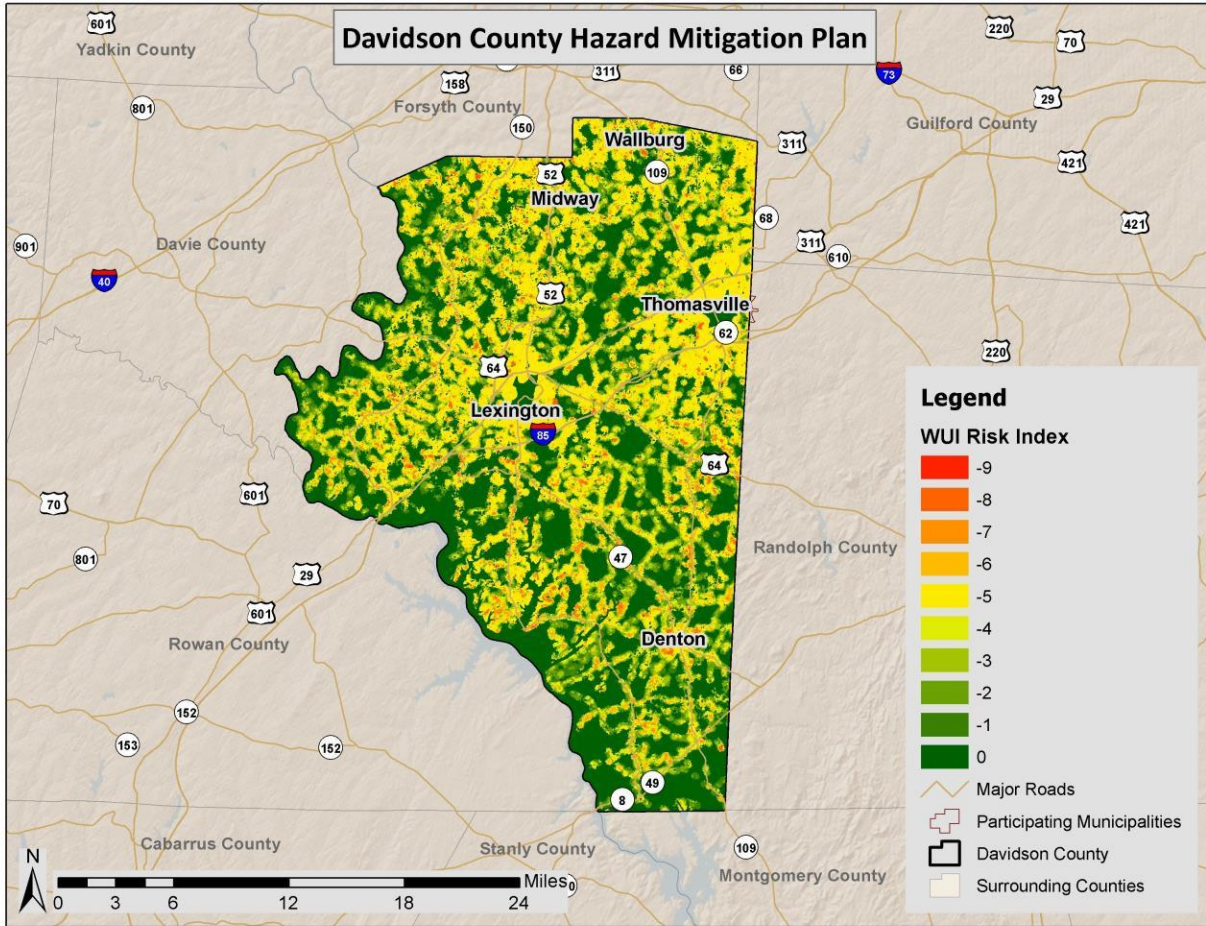 Davidson County Hazard Mitigation Plan
601
Yadkin County
220
70
158
311
66
73
29
801
Forsyth County
150
Guilford County
Wallburg
311
421
52
109
Midway
68
421
901
Davie County
311
610
40
52
Thomasville
62
220
64
Lexington
85
64
70
601
47
Randolph County
801
29
601
Rowan County
Denton
152
153
152
49
8
Cabarrus County
Stanly County
109
Montgomery County
N
Miles
0 3 6 12 18 24
Legend
WUI Risk Index
-9
-8
-7
-6
-5
-4
-3
-2
-1
0
Major Roads
Participating Municipalities
Davidson County
Surrounding Counties